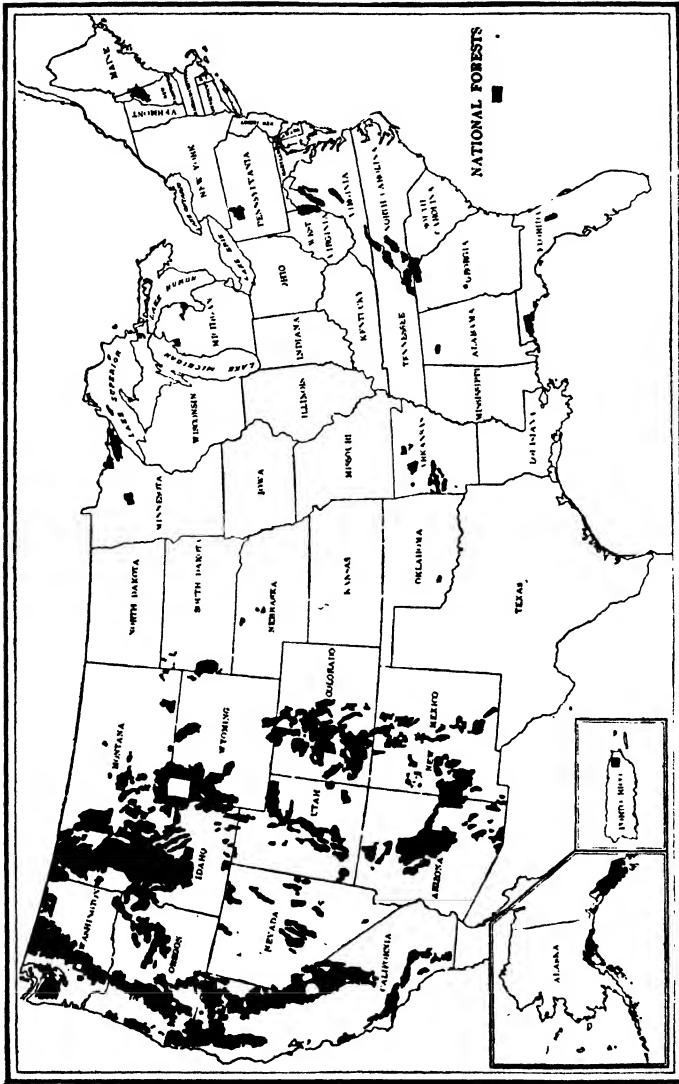 WASHINGTON
MONTANA
NORTH DAKOTA
MINNESOTA
LAKE SUPERIOR
WISCONSIN
LAKE MICHIGAN
MICHIGAN
LAKE HURON
LAKE ERIE
NEW YORK
VERMONT
MAINE
OREGON
IDAHO
WYOMING
SOUTH DAKOTA
IOWA
ILLINOIS
INDIANA
OHIO
PENNSYLVANIA
NEVADA
UTAH
COLORADO
NEBRASKA
KANSAS
MISSOURI
KENTUCKY
WEST
VIRGINIA
VIRGINIA
CALIFORNIA
ARIZONA
NEW
MEXICO
OKLAHOMA
ARKANSAS
TENNESSEE
NORTH CAROLINA
SOUTH
CAROLINA
TEXAS
LOUISIANA
MISSISSIPPI
ALABAMA
GEORGIA
FLORIDA
ALASKA
PORTO RICO
NATIONAL FORESTS